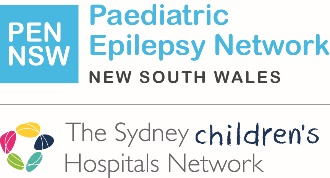 PEN
NSW
Paediatric
Epilepsy Network
NEW SOUTH WALES
The Sydney children's
Hospitals Network